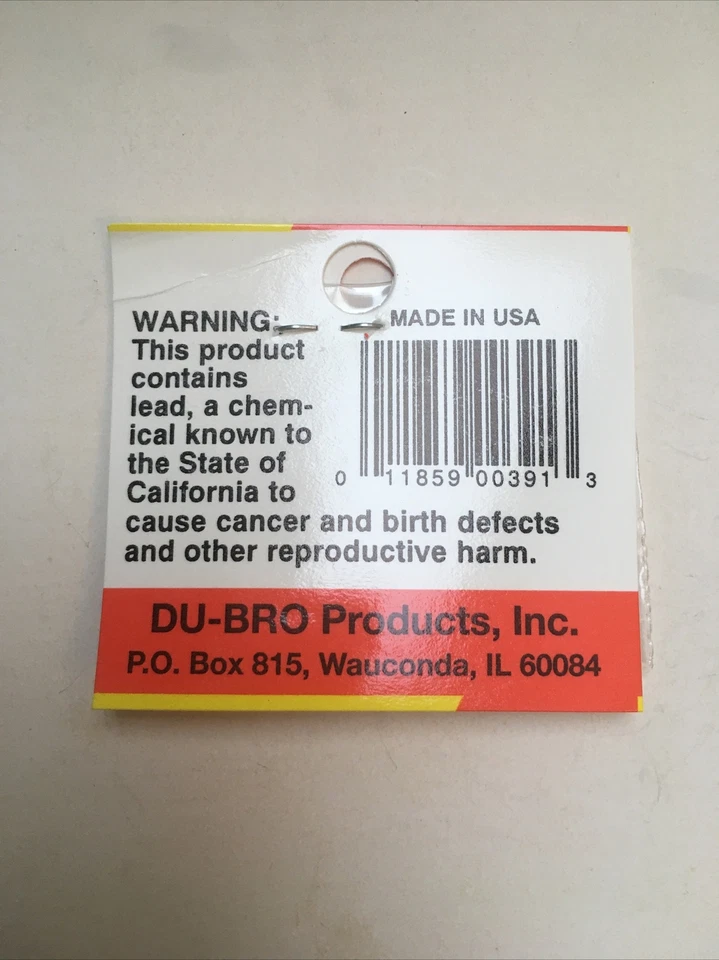 WARNING:
This product
contains
lead, a chem-
ical known to
the State of
California to
cause cancer and birth defects
and other reproductive harm.
MADE IN USA
0 11859 00391 3
DU-BRO Products, Inc.
P.O. Box 815, Wauconda, IL 60084